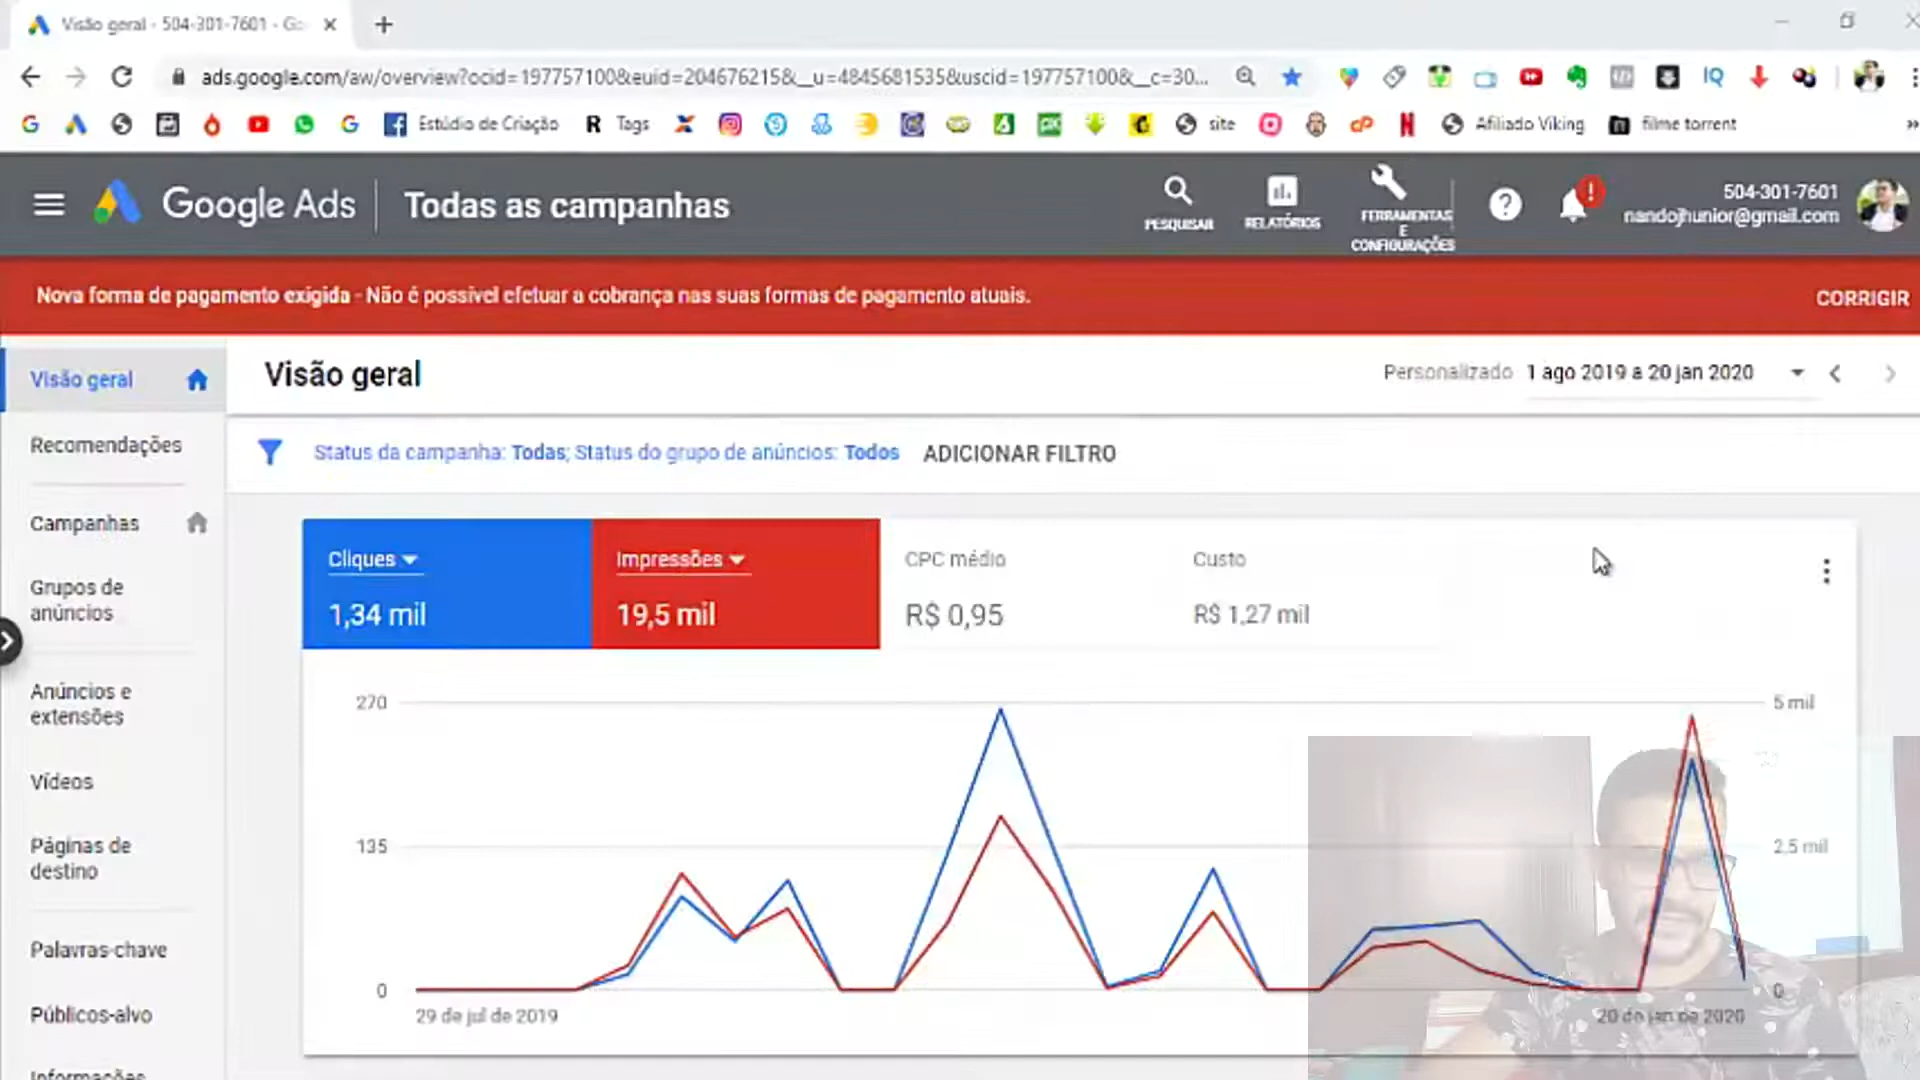 Visão geral - 504-301-7601 - Go
ads.google.com/aw/overview?ocid=197757100&euid=204676215&__u=4845681535&uscid=197757100&__c=30...
Estúdio de Criação
Tags
site
Afiliado Viking
filme torrent
Google Ads
Todas as campanhas
PESQUISAR
RELATÓRIOS
FERRAMENTAS
E
CONFIGURAÇÕES
504-301-7601
nandojhunior@gmail.com
Nova forma de pagamento exigida - Não é possível efetuar a cobrança nas suas formas de pagamento atuais.
CORRIGIR
Visão geral
Recomendações
Campanhas
Grupos de
anúncios
Anúncios e
extensões
Vídeos
Páginas de
destino
Palavras-chave
Públicos-alvo
Informações
Visão geral
Personalizado 1 ago 2019 a 20 jan 2020
Status da campanha: Todas; Status do grupo de anúncios: Todos ADICIONAR FILTRO
Cliques
1,34 mil
Impressões
19,5 mil
CPC médio
R$ 0,95
Custo
R$ 1,27 mil
270
5 mil
135
2,5 mil
0
0
29 de jul de 2019
20 de jan de 2020